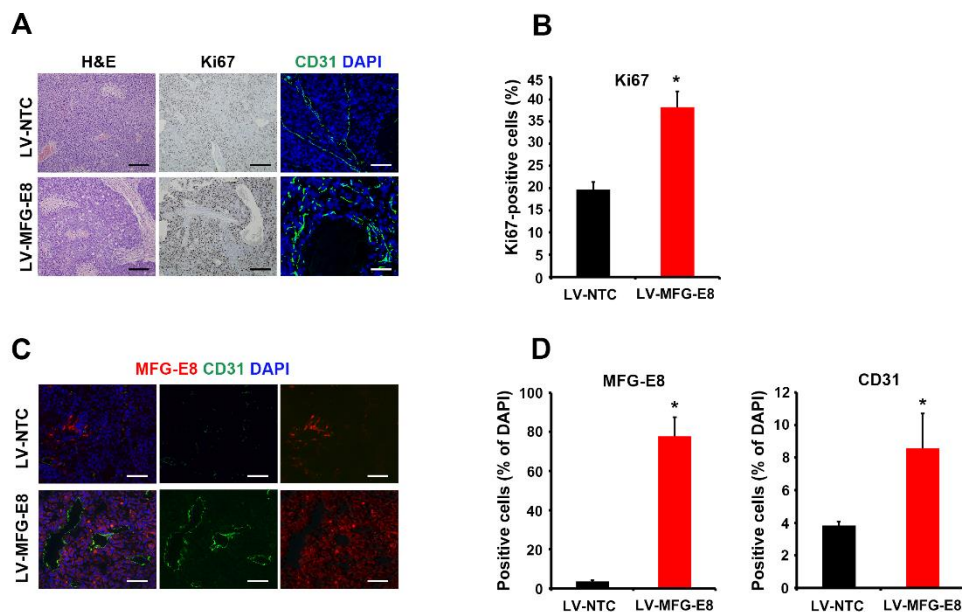 A
H&E Ki67 CD31 DAPI
LV-NTC
LV-MFG-E8
B
Ki67
*
Ki67-positive cells (%)
45
40
35
30
25
20
15
10
5
0
LV-NTC LV-MFG-E8
C
MFG-E8 CD31 DAPI
LV-NTC
LV-MFG-E8
D
MFG-E8
*
Positive cells (% of DAPI)
100
80
60
40
20
0
LV-NTC LV-MFG-E8
CD31
*
Positive cells (% of DAPI)
12
10
8
6
4
2
0
LV-NTC LV-MFG-E8